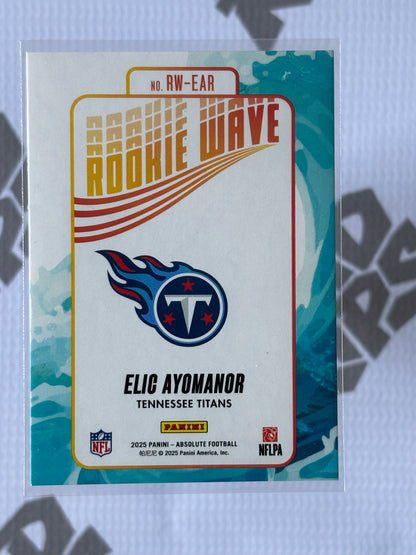 NO. RW-EAR
ROOKIE WAVE
T
ELIC AYOMANOR
TENNESSEE TITANS
PANINI
NFL
NFLPA
2025 PANINI – ABSOLUTE FOOTBALL
帕尼尼 © 2025 Panini America, Inc.